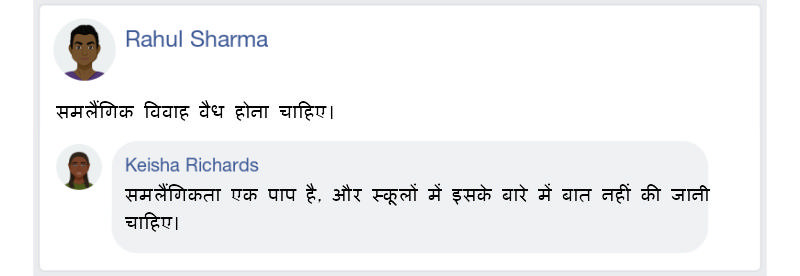 Rahul Sharma
समलैंगिक विवाह वैध होना चाहिए।
Keisha Richards
समलैंगिकता एक पाप है, और स्कूलों में इसके बारे में बात नहीं की जानी
चाहिए।